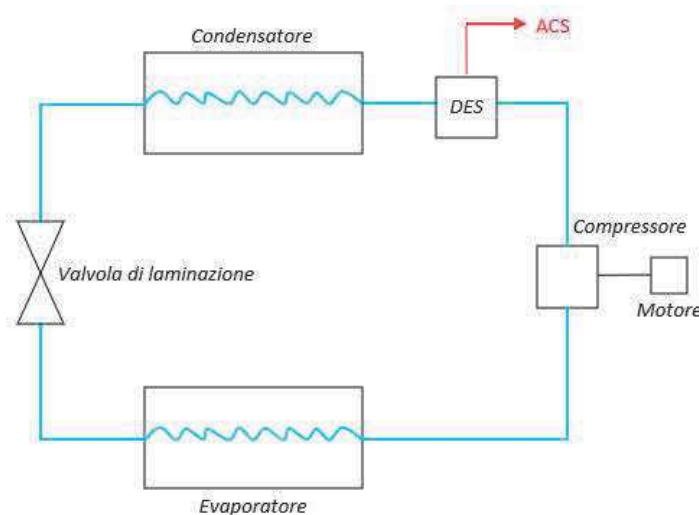 Condensatore
ACS
DES
Compressore
Valvola di laminazione
Motore
Evaporatore